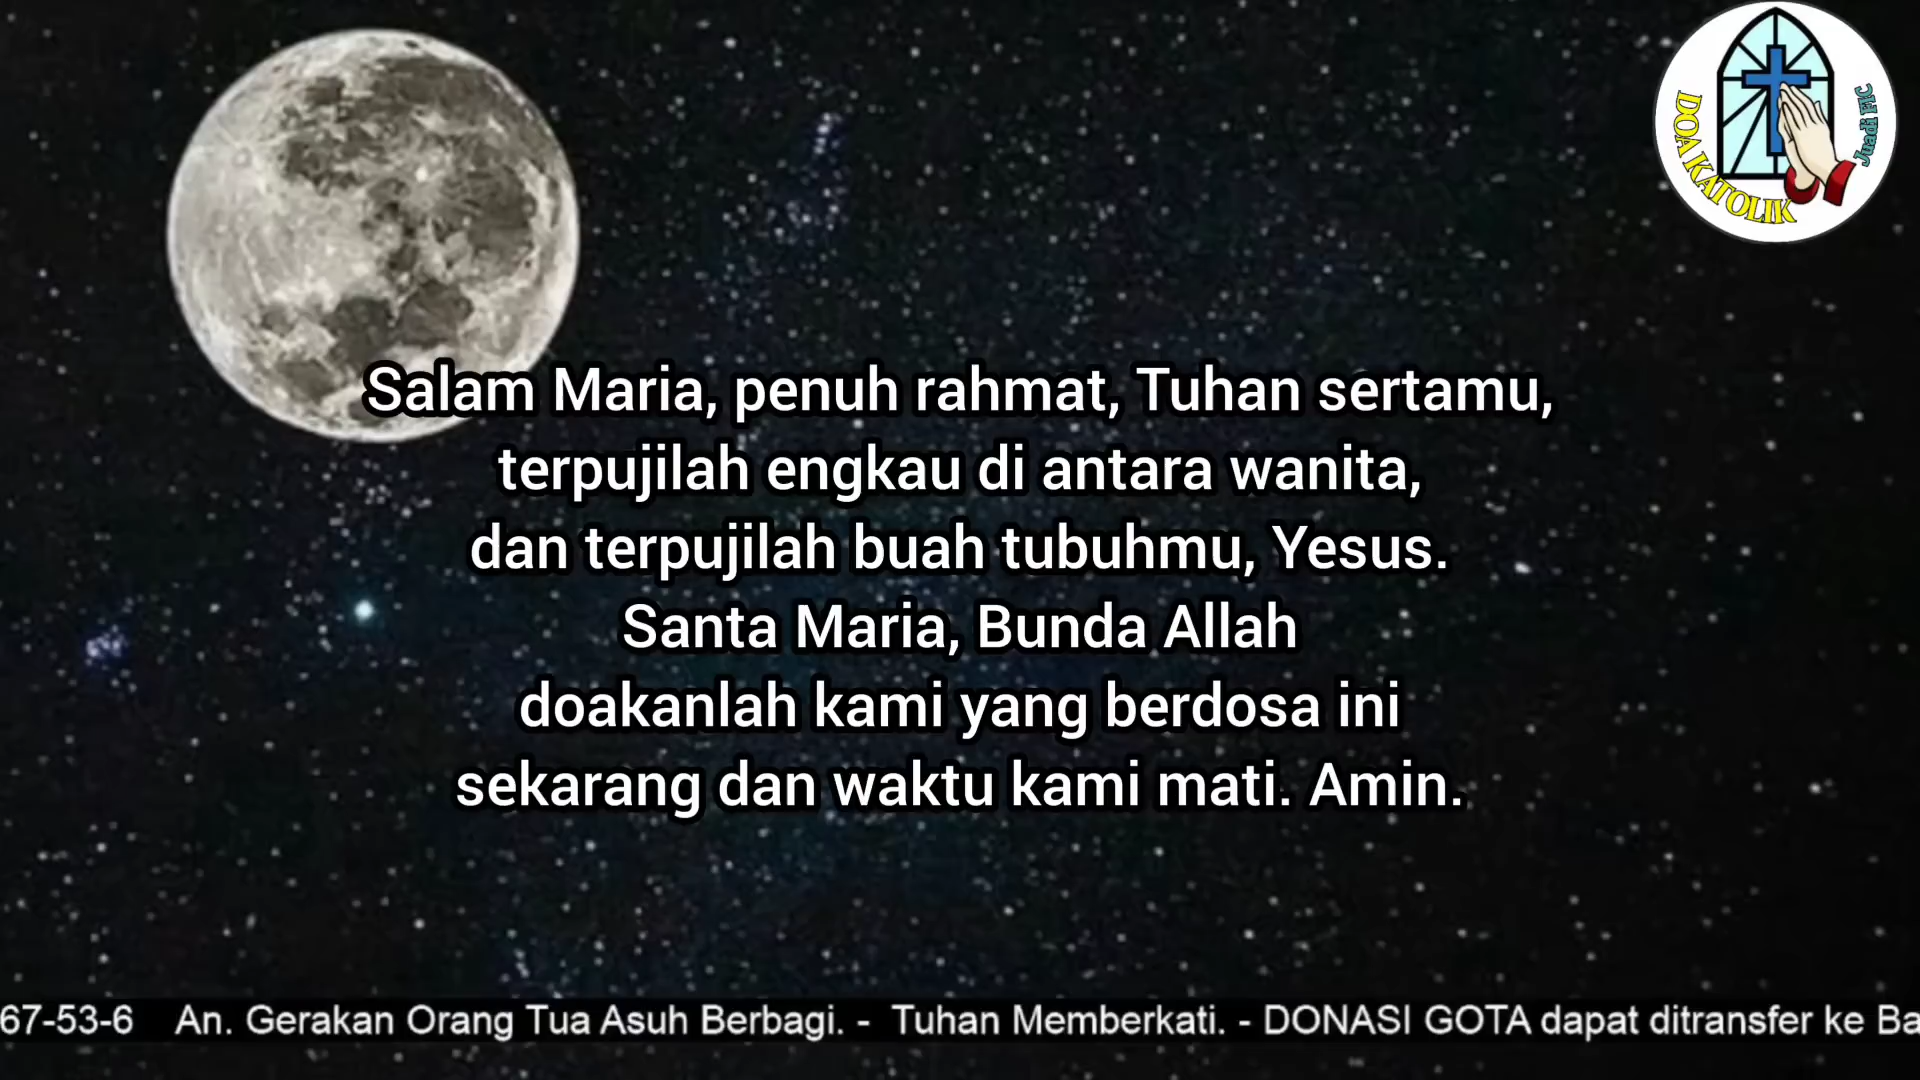 DOA KATOLIK
Juadi FIC
Salam Maria, penuh rahmat, Tuhan sertamu,
terpujilah engkau di antara wanita,
dan terpujilah buah tubuhmu, Yesus.
Santa Maria, Bunda Allah
doakanlah kami yang berdosa ini
sekarang dan waktu kami mati. Amin.
67-53-6 An. Gerakan Orang Tua Asuh Berbagi. - Tuhan Memberkati. - DONASI GOTA dapat ditransfer ke Ba